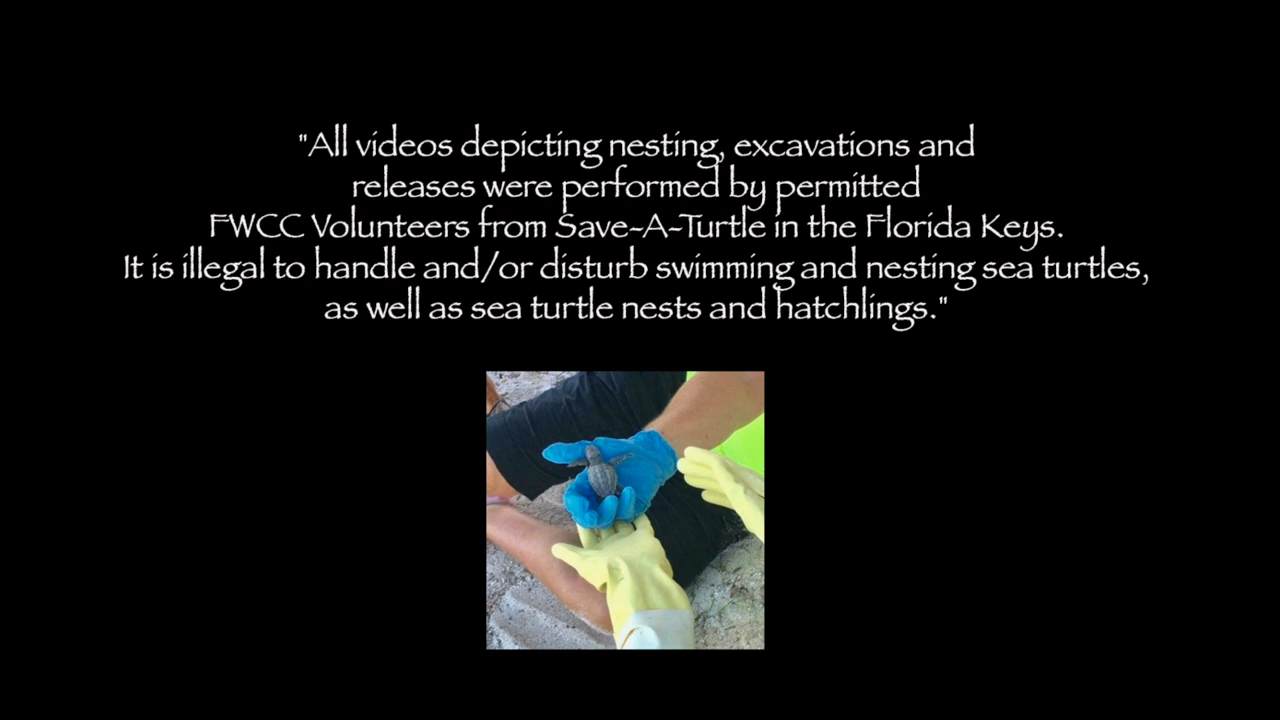 "All videos depicting nesting, excavations and
releases were performed by permitted
FWCC Volunteers from Save-A-Turtle in the Florida Keys.
It is illegal to handle and/or disturb swimming and nesting sea turtles,
as well as sea turtle nests and hatchlings."